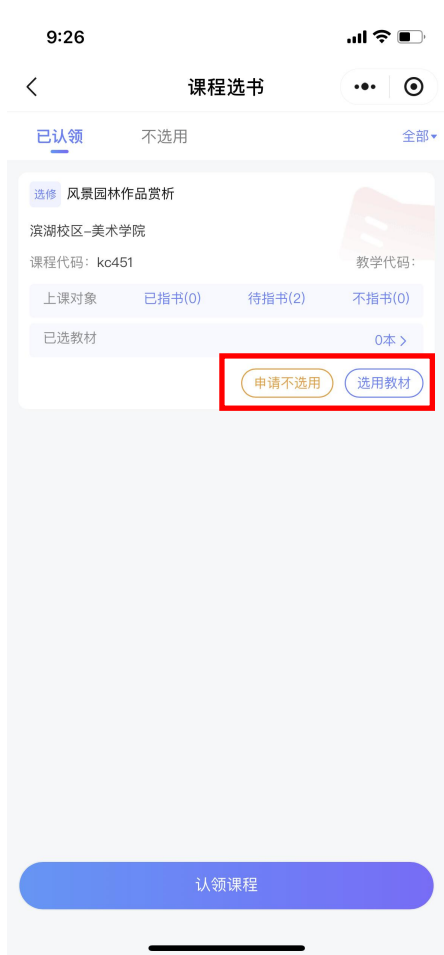 9:26
课程选书
已认领 不选用 全部
选修 风景园林作品赏析
滨湖校区-美术学院
课程代码: kc451 教学代码:
上课对象 已指书(0) 待指书(2) 不指书(0)
已选教材 0本 >
申请不选用 选用教材
认领课程